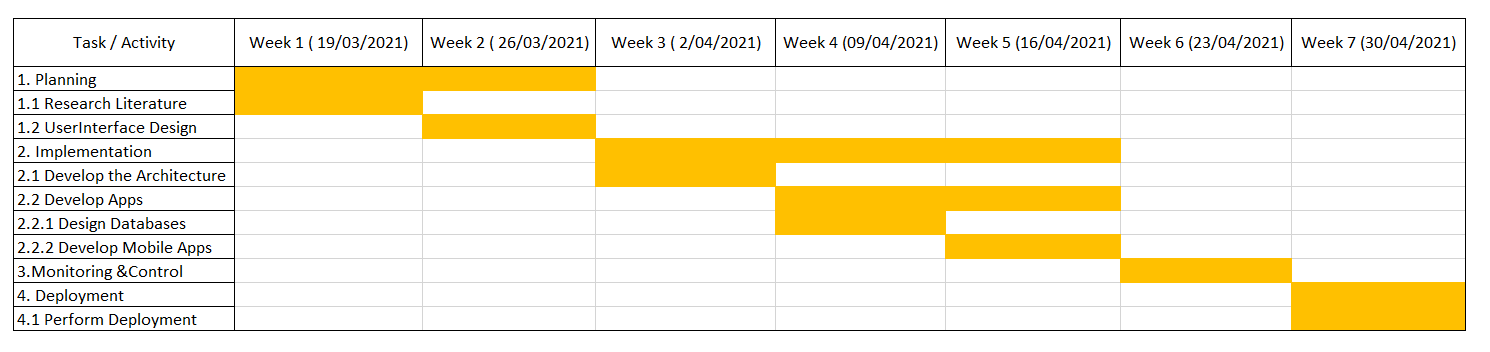 Task / Activity Week 1 ( 19/03/2021) Week 2 ( 26/03/2021) Week 3 ( 2/04/2021) Week 4 (09/04/2021) Week 5 (16/04/2021) Week 6 (23/04/2021) Week 7 (30/04/2021)
1. Planning
1.1 Research Literature
1.2 UserInterface Design
2. Implementation
2.1 Develop the Architecture
2.2 Develop Apps
2.2.1 Design Databases
2.2.2 Develop Mobile Apps
3.Monitoring &Control
4. Deployment
4.1 Perform Deployment